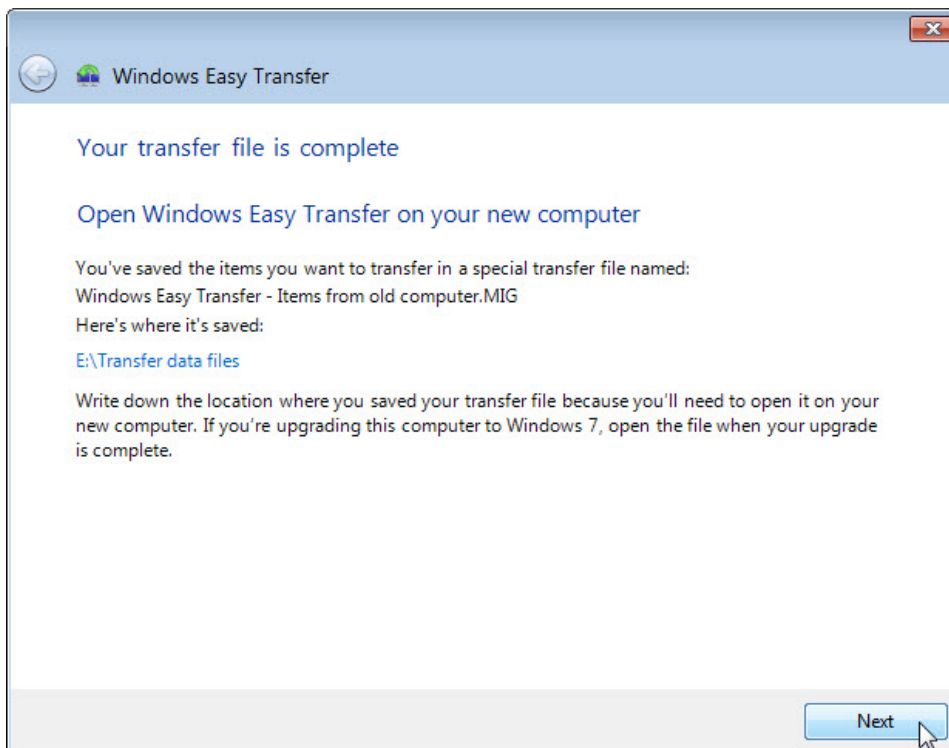 Windows Easy Transfer
Your transfer file is complete
Open Windows Easy Transfer on your new computer
You've saved the items you want to transfer in a special transfer file named:
Windows Easy Transfer - Items from old computer.MIG
Here's where it's saved:
E:\Transfer data files
Write down the location where you saved your transfer file because you'll need to open it on your
new computer. If you're upgrading this computer to Windows 7, open the file when your upgrade
is complete.
Next